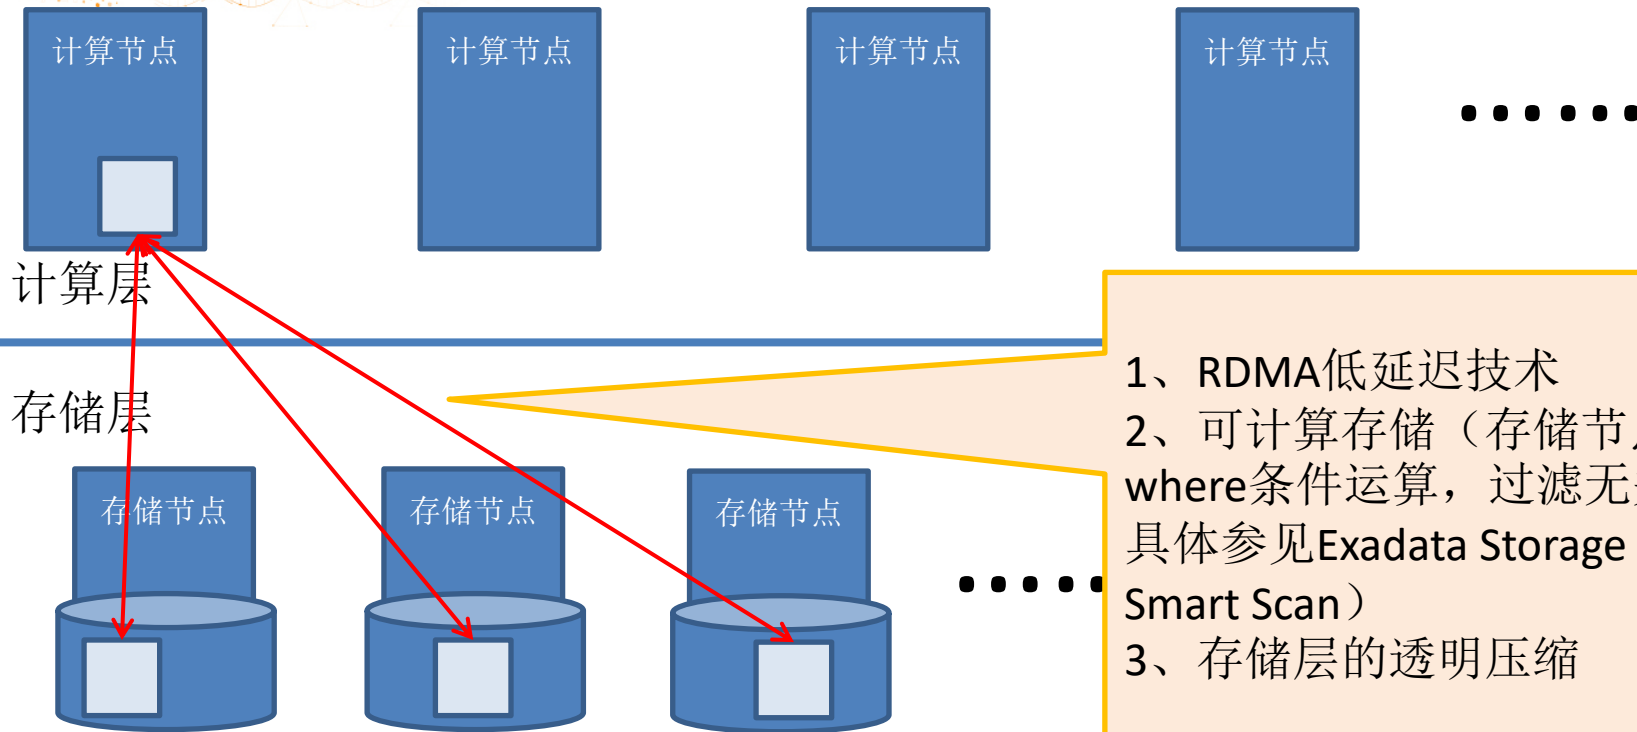 计算节点
计算节点
计算节点
计算节点
……
计算层
存储层
存储节点
存储节点
存储节点
……
1、RDMA低延迟技术
2、可计算存储（存储节
where条件运算，过滤无
具体参见Exadata Storage
Smart Scan）
3、存储层的透明压缩